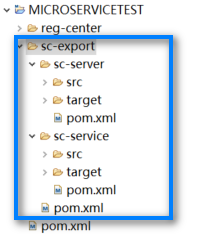 MICROSERVICETEST
reg-center
sc-export
sc-server
src
target
pom.xml
sc-service
src
target
pom.xml
pom.xml
pom.xml